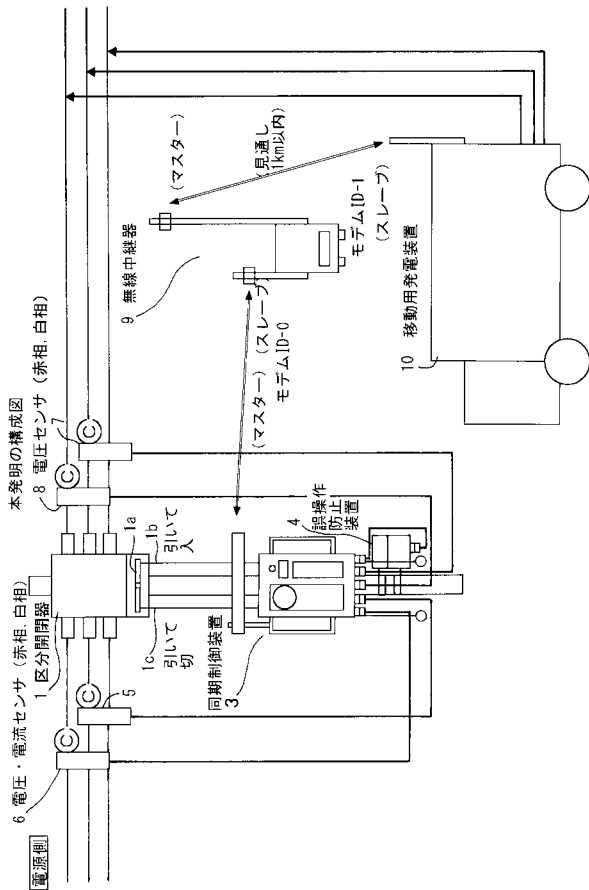 本発明の構成図
電源側
6 電圧・電流センサ (赤相, 白相)
5
1 区分開閉器
1a
1b
引いて
入
1c
引いて
切
8 電圧センサ (赤相, 白相)
7
同期制御装置
3
4
誤操作
防止
装置
9 無線中継器
(マスター)
(見通し
1km以内)
(マスター) (スレーブ)
モデムID-0
モデムID-1
(スレーブ)
10 移動用発電装置
C
C
C
C